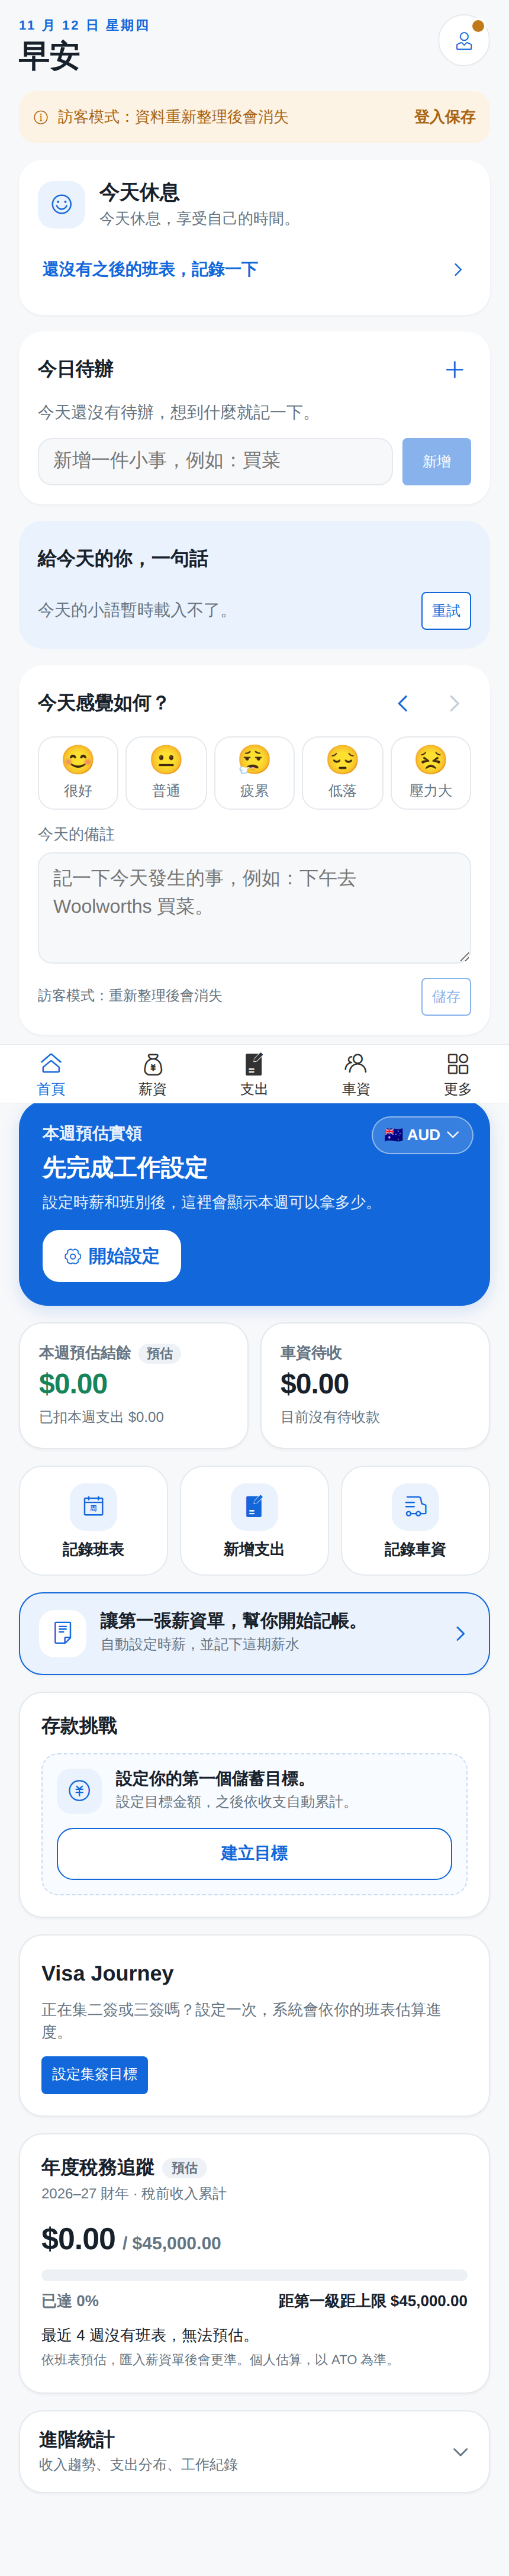 11 月 12 日 星期四
早安
訪客模式：資料重新整理後會消失
登入保存
今天休息
今天休息，享受自己的時間。
還沒有之後的班表，記錄一下
今日待辦
今天還沒有待辦，想到什麼就記一下。
新增一件小事，例如：買菜
新增
給今天的你，一句話
今天的小語暫時載入不了。
重試
今天感覺如何？
很好
普通
疲累
低落
壓力大
今天的備註
記一下今天發生的事，例如：下午去
Woolworths 買菜。
訪客模式：重新整理後會消失
儲存
首頁
薪資
支出
車資
更多
本週預估實領
AUD
先完成工作設定
設定時薪和班別後，這裡會顯示本週可以拿多少。
開始設定
本週預估結餘 預估
$0.00
已扣本週支出 $0.00
車資待收
$0.00
目前沒有待收款
周
記錄班表
新增支出
記錄車資
讓第一張薪資單，幫你開始記帳。
自動設定時薪，並記下這期薪水
存款挑戰
設定你的第一個儲蓄目標。
設定目標金額，之後依收支自動累計。
建立目標
Visa Journey
正在集二簽或三簽嗎？設定一次，系統會依你的班表估算進
度。
設定集簽目標
年度稅務追蹤 預估
2026–27 財年 · 稅前收入累計
$0.00 / $45,000.00
已達 0%
距第一級距上限 $45,000.00
最近 4 週沒有班表，無法預估。
依班表預估，匯入薪資單後會更準。個人估算，以 ATO 為準。
進階統計
收入趨勢、支出分布、工作紀錄